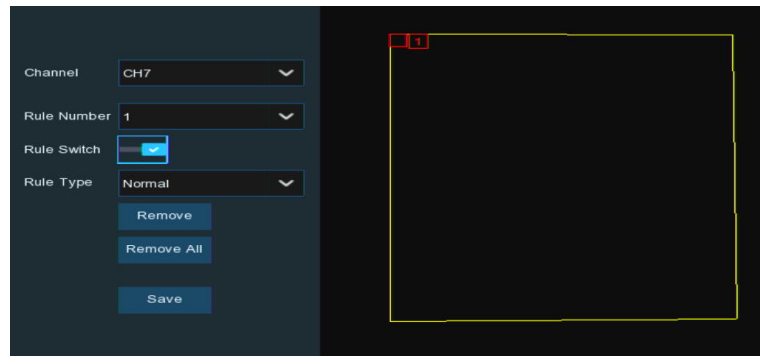 Channel CH7
Rule Number 1
Rule Switch
Rule Type Normal
Remove
Remove All
Save
1